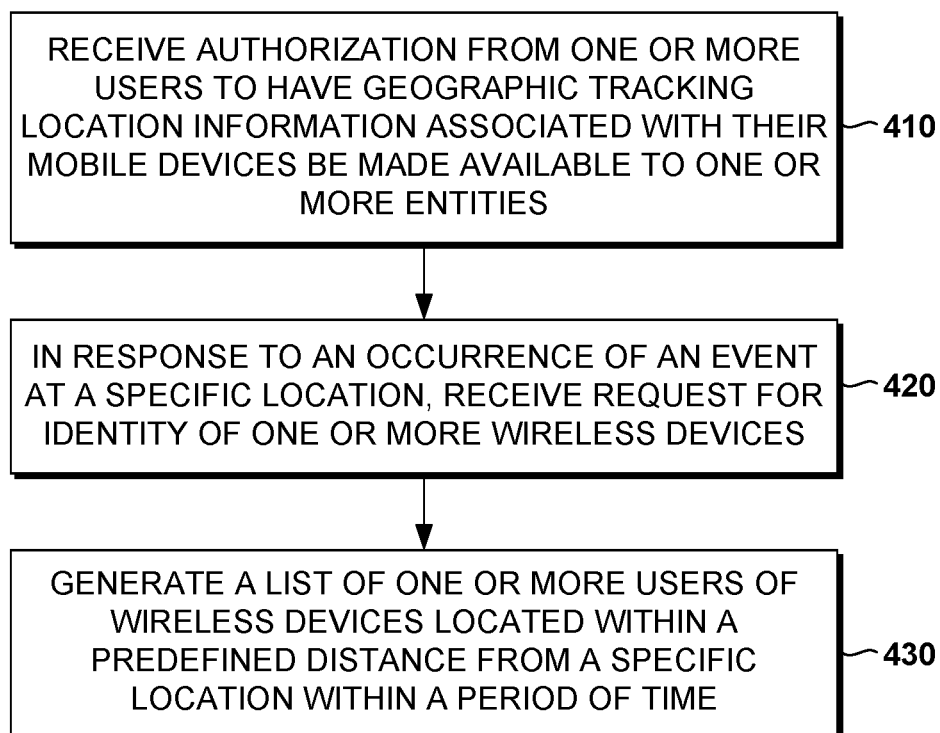 RECEIVE AUTHORIZATION FROM ONE OR MORE
USERS TO HAVE GEOGRAPHIC TRACKING
LOCATION INFORMATION ASSOCIATED WITH THEIR
MOBILE DEVICES BE MADE AVAILABLE TO ONE OR
MORE ENTITIES
410
IN RESPONSE TO AN OCCURRENCE OF AN EVENT
AT A SPECIFIC LOCATION, RECEIVE REQUEST FOR
IDENTITY OF ONE OR MORE WIRELESS DEVICES
420
GENERATE A LIST OF ONE OR MORE USERS OF
WIRELESS DEVICES LOCATED WITHIN A
PREDEFINED DISTANCE FROM A SPECIFIC
LOCATION WITHIN A PERIOD OF TIME
430